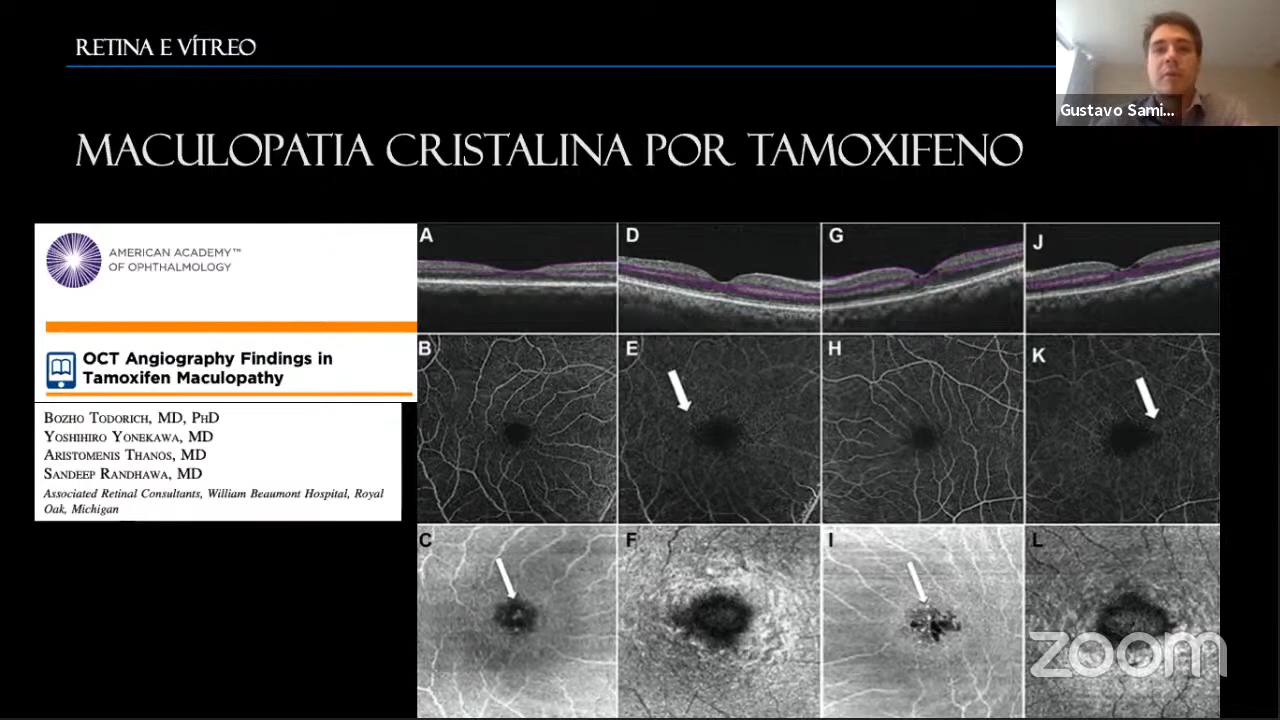 RETINA E VÍTREO
Gustavo Sami...
MACULOPATIA CRISTALINA POR TAMOXIFENO
AMERICAN ACADEMY™
OF OPHTHALMOLOGY
OCT Angiography Findings in
Tamoxifen Maculopathy
BOZHO TODORICH, MD, PHD
YOSHIHIRO YONEKAWA, MD
ARISTOMENIS THANOS, MD
SANDEEP RANDHAWA, MD
Associated Retinal Consultants, William Beaumont Hospital, Royal
Oak, Michigan
A D G J
B E H K
C F I L
zoom